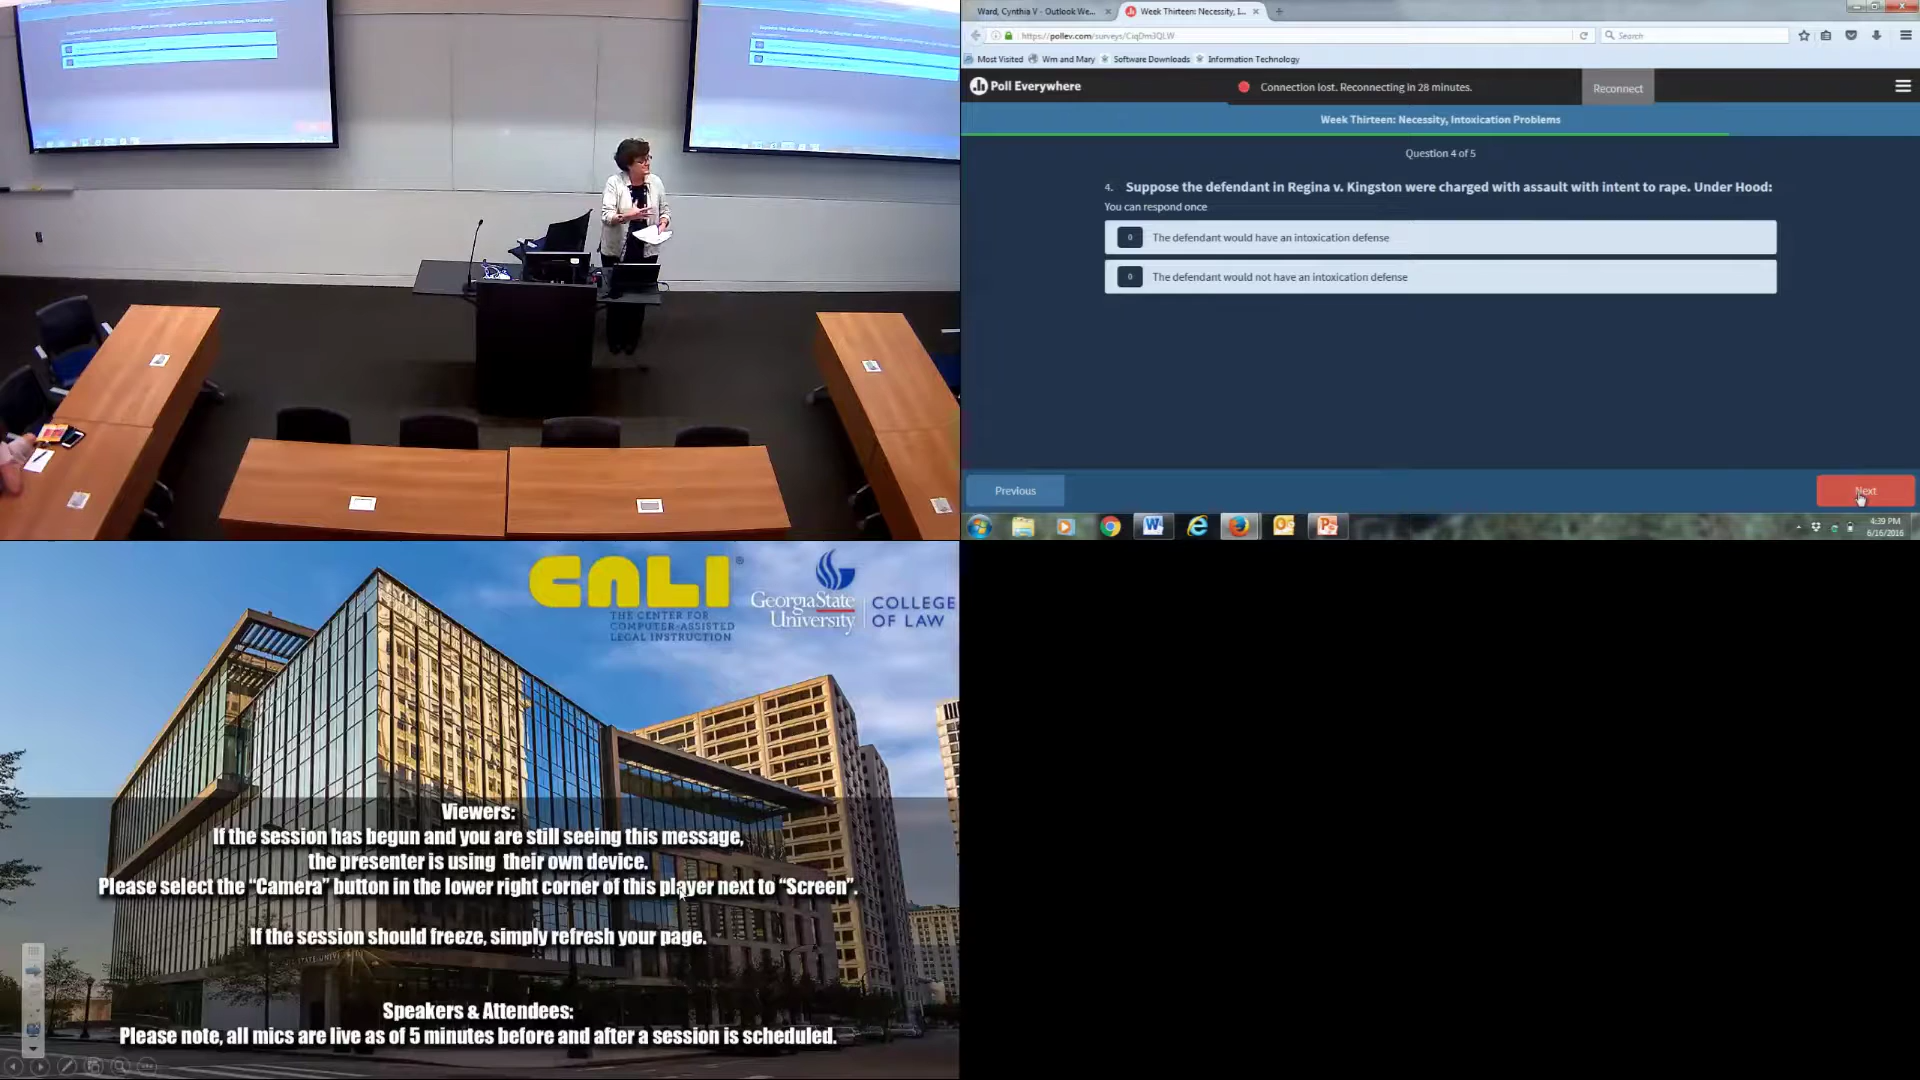 Ward, Cynthia V - Outlook We...
Week Thirteen: Necessity, I...
https://pollev.com/surveys/CiqDm3QLW
Search
Most Visited
Wm and Mary
Software Downloads
Information Technology
Poll Everywhere
Connection lost. Reconnecting in 28 minutes.
Reconnect
Week Thirteen: Necessity, Intoxication Problems
Question 4 of 5
4. Suppose the defendant in Regina v. Kingston were charged with assault with intent to rape. Under Hood:
You can respond once
0 The defendant would have an intoxication defense
0 The defendant would not have an intoxication defense
Previous
Next
4:39 PM
6/16/2016
CALI
THE CENTER FOR
COMPUTER-ASSISTED
LEGAL INSTRUCTION
GeorgiaState
University
COLLEGE
OF LAW
Viewers:
If the session has begun and you are still seeing this message,
the presenter is using their own device.
Please select the "Camera" button in the lower right corner of this player next to "Screen".
If the session should freeze, simply refresh your page.
Speakers & Attendees:
Please note, all mics are live as of 5 minutes before and after a session is scheduled.